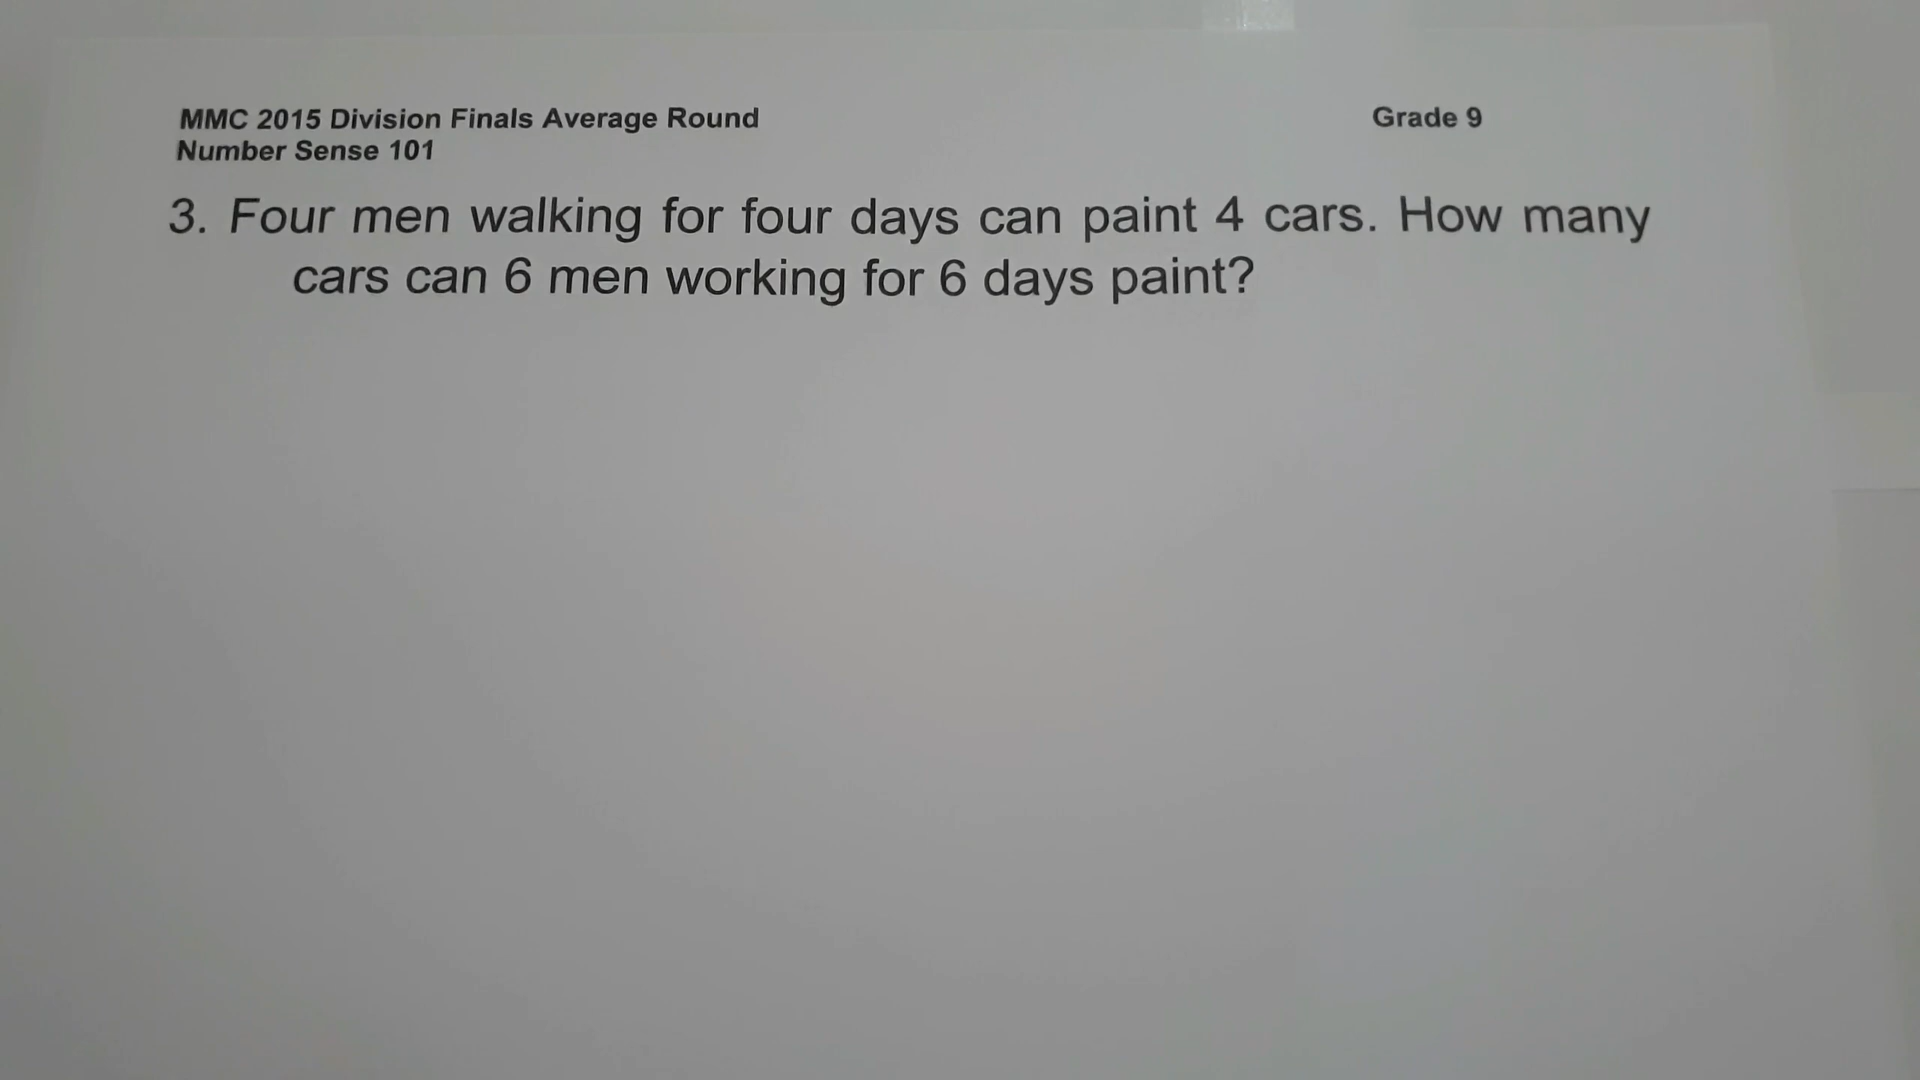 MMC 2015 Division Finals Average Round Grade 9
Number Sense 101
3. Four men walking for four days can paint 4 cars. How many
cars can 6 men working for 6 days paint?